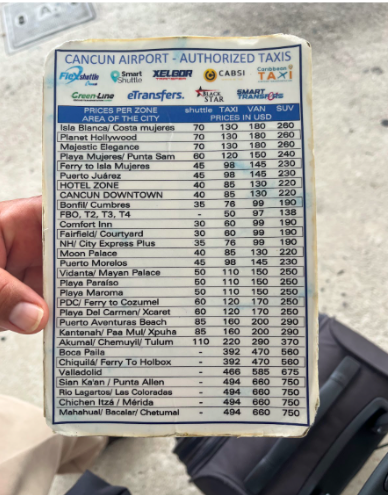 CANCUN AIRPORT - AUTHORIZED TAXIS
Flexshuttle Smart Shuttle XELBOR CABSI Caribbean TAXI
Green-Line eTransfers. BLACK STAR SMART TRANSFERS
PRICES PER ZONE shuttle TAXI VAN SUV
AREA OF THE CITY PRICES IN USD
Isla Blanca/ Costa mujeres 70 130 180 260
Planet Hollywood 70 130 180 260
Majestic Elegance 70 130 180 260
Playa Mujeres/ Punta Sam 60 120 150 240
Ferry to Isla Mujeres 45 98 145 230
Puerto Juárez 45 98 145 230
HOTEL ZONE 40 85 130 220
CANCUN DOWNTOWN 40 85 130 220
Bonfil/ Cumbres 35 76 99 190
FBO, T2, T3, T4 - 50 97 138
Comfort Inn 30 60 99 190
Fairfield/ Courtyard 30 60 99 190
NH/ City Express Plus 35 76 99 190
Moon Palace 40 85 130 220
Puerto Morelos 45 98 145 230
Vidanta/ Mayan Palace 50 110 150 250
Playa Paraíso 50 110 150 250
Playa Maroma 50 110 150 250
PDC/ Ferry to Cozumel 60 120 170 250
Playa Del Carmen/ Xcaret 60 120 170 250
Puerto Aventuras Beach 85 160 200 290
Kantenah/ Paa Mul/ Xpuha 85 160 200 290
Akumal/ Chemuyil/ Tulum 110 220 290 370
Boca Paila - 392 470 560
Chiquilá/ Ferry To Holbox - 392 470 560
Valladolid - 466 585 675
Sian Ka'an / Punta Allen - 494 660 750
Rio Lagartos/ Las Coloradas - 494 660 750
Chichen Itzá / Mérida - 494 660 750
Mahahual/ Bacalar/ Chetumal - 494 660 750